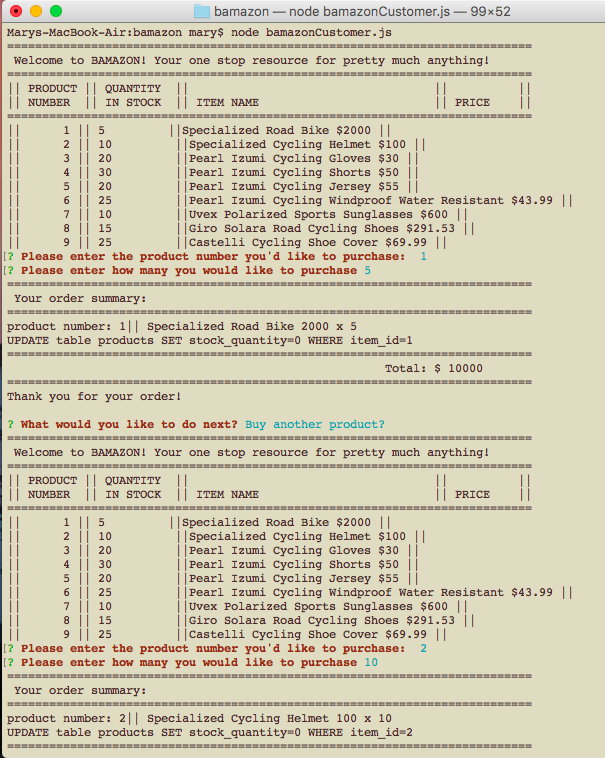 bamazon — node bamazonCustomer.js — 99×52
Marys-MacBook-Air:bamazon mary$ node bamazonCustomer.js
===========================================================================
 Welcome to BAMAZON! Your one stop resource for pretty much anything!
===========================================================================
|| PRODUCT || QUANTITY  ||                                   ||          ||
|| NUMBER  || IN STOCK  || ITEM NAME                         || PRICE    ||
===========================================================================
||      1 || 5         ||Specialized Road Bike $2000 ||
||      2 || 10         ||Specialized Cycling Helmet $100 ||
||      3 || 20         ||Pearl Izumi Cycling Gloves $30 ||
||      4 || 30         ||Pearl Izumi Cycling Shorts $50 ||
||      5 || 20         ||Pearl Izumi Cycling Jersey $55 ||
||      6 || 25         ||Pearl Izumi Cycling Windproof Water Resistant $43.99 ||
||      7 || 10         ||Uvex Polarized Sports Sunglasses $600 ||
||      8 || 15         ||Giro Solara Road Cycling Shoes $291.53 ||
||      9 || 25         ||Castelli Cycling Shoe Cover $69.99 ||
[? Please enter the product number you'd like to purchase:  1
[? Please enter how many you would like to purchase 5
===========================================================================
 Your order summary:
===========================================================================
product number: 1|| Specialized Road Bike 2000 x 5
UPDATE table products SET stock_quantity=0 WHERE item_id=1
===========================================================================
                                                      Total: $ 10000
===========================================================================
Thank you for your order!
? What would you like to do next? Buy another product?
===========================================================================
 Welcome to BAMAZON! Your one stop resource for pretty much anything!
===========================================================================
|| PRODUCT || QUANTITY  ||                                   ||          ||
|| NUMBER  || IN STOCK  || ITEM NAME                         || PRICE    ||
===========================================================================
||      1 || 5         ||Specialized Road Bike $2000 ||
||      2 || 10         ||Specialized Cycling Helmet $100 ||
||      3 || 20         ||Pearl Izumi Cycling Gloves $30 ||
||      4 || 30         ||Pearl Izumi Cycling Shorts $50 ||
||      5 || 20         ||Pearl Izumi Cycling Jersey $55 ||
||      6 || 25         ||Pearl Izumi Cycling Windproof Water Resistant $43.99 ||
||      7 || 10         ||Uvex Polarized Sports Sunglasses $600 ||
||      8 || 15         ||Giro Solara Road Cycling Shoes $291.53 ||
||      9 || 25         ||Castelli Cycling Shoe Cover $69.99 ||
[? Please enter the product number you'd like to purchase:  2
[? Please enter how many you would like to purchase 10
===========================================================================
 Your order summary:
===========================================================================
product number: 2|| Specialized Cycling Helmet 100 x 10
UPDATE table products SET stock_quantity=0 WHERE item_id=2
===========================================================================